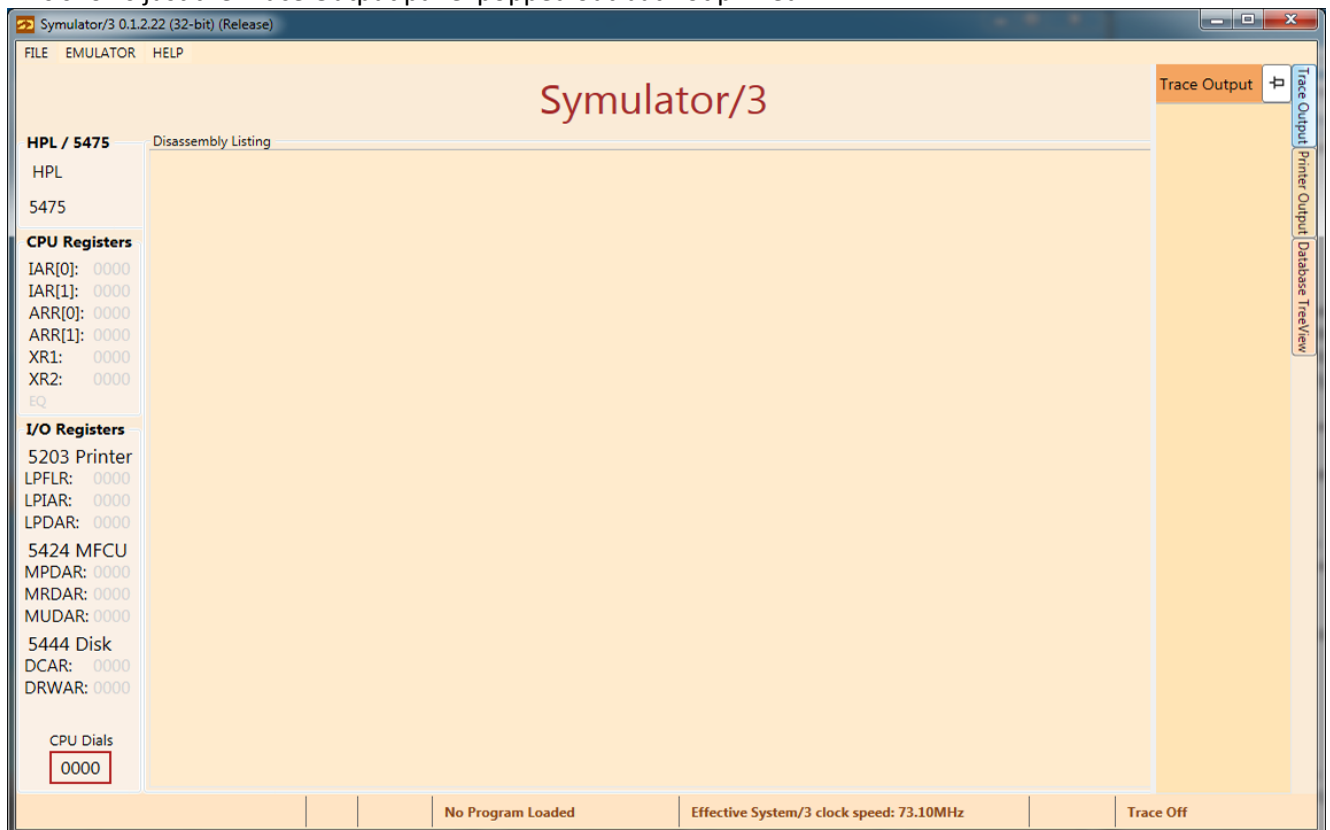 Symulator/3 0.1.2.22 (32-bit) (Release)
FILE EMULATOR HELP
Symulator/3
Trace Output
Trace Output
Printer Output
Database TreeView
HPL / 5475
HPL
5475
Disassembly Listing
CPU Registers
IAR[0]: 0000
IAR[1]: 0000
ARR[0]: 0000
ARR[1]: 0000
XR1: 0000
XR2: 0000
EQ
I/O Registers
5203 Printer
LPFLR: 0000
LPIAR: 0000
LPDAR: 0000
5424 MFCU
MPDAR: 0000
MRDAR: 0000
MUDAR: 0000
5444 Disk
DCAR: 0000
DRWAR: 0000
CPU Dials
0000
No Program Loaded
Effective System/3 clock speed: 73.10MHz
Trace Off